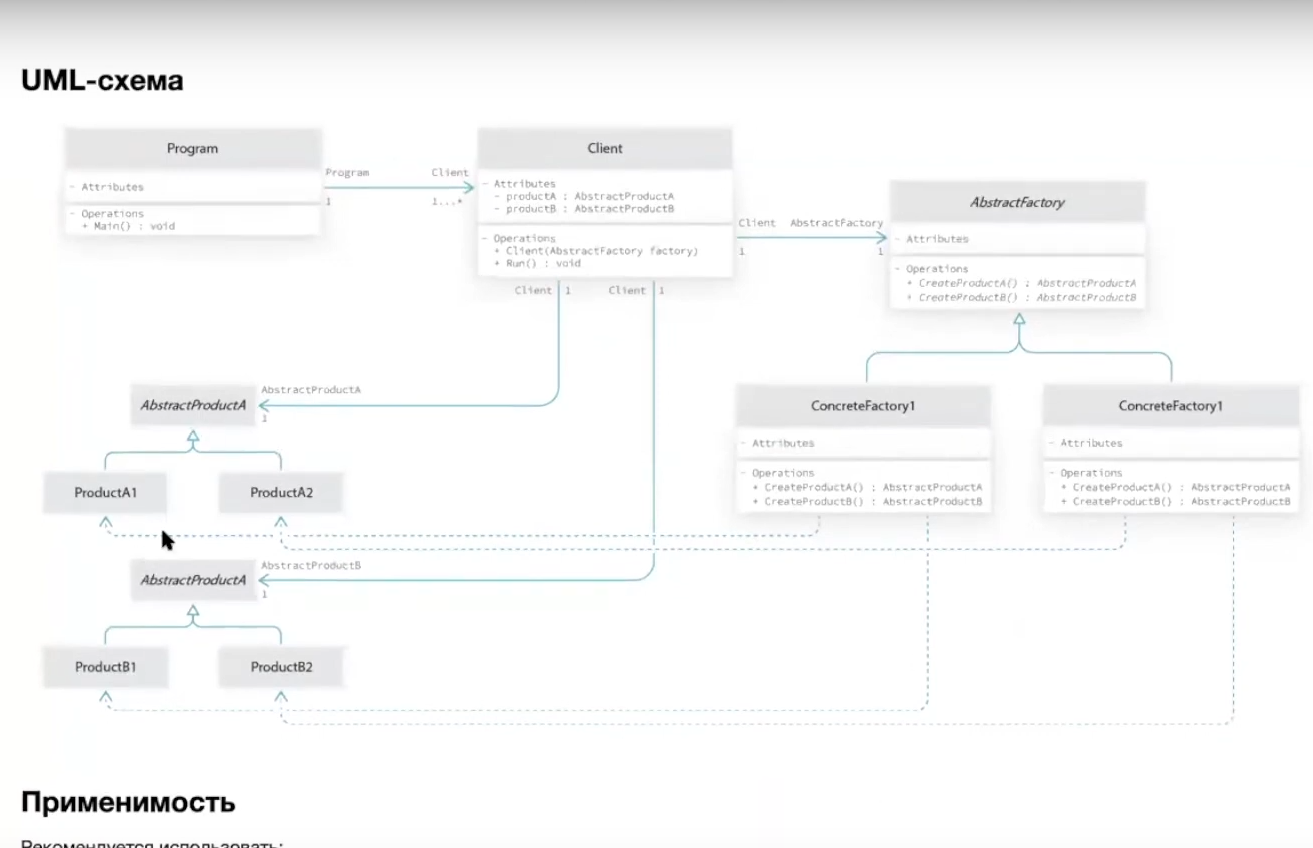 UML-схема
Program
- Attributes
- Operations
+ Main() : void
Program
Client
1
1...*
Client
- Attributes
- productA : AbstractProductA
- productB : AbstractProductB
- Operations
+ Client(AbstractFactory factory)
+ Run() : void
Client
AbstractFactory
1
1
AbstractFactory
- Attributes
- Operations
+ CreateProductA() : AbstractProductA
+ CreateProductB() : AbstractProductB
Client
1
Client
1
AbstractProductA
AbstractProductA
1
ProductA1
ProductA2
ConcreteFactory1
- Attributes
- Operations
+ CreateProductA() : AbstractProductA
+ CreateProductB() : AbstractProductB
ConcreteFactory1
- Attributes
- Operations
+ CreateProductA() : AbstractProductA
+ CreateProductB() : AbstractProductB
AbstractProductA
AbstractProductB
1
ProductB1
ProductB2
Применимость
Рекомендуется использовать: